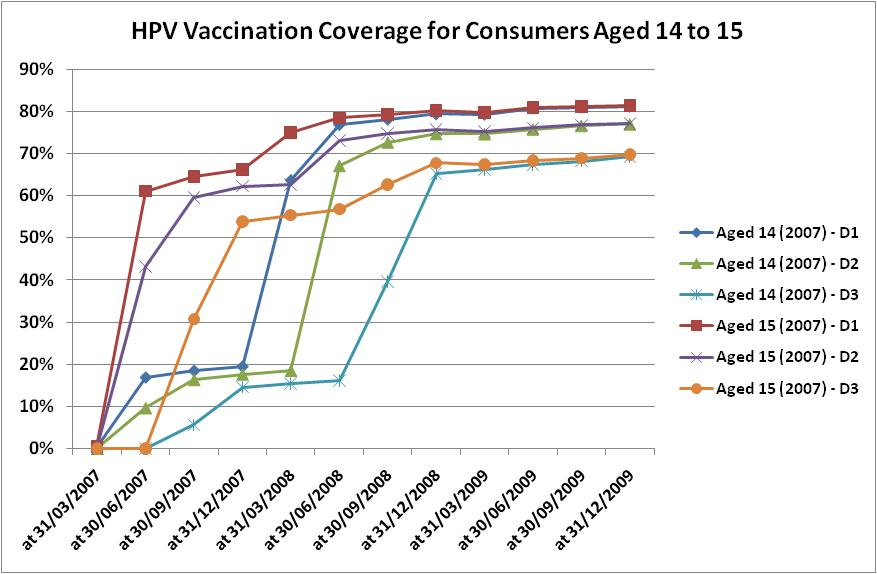 HPV Vaccination Coverage for Consumers Aged 14 to 15
90%
80%
70%
60%
50%
40%
30%
20%
10%
0%
at 31/03/2007
at 30/06/2007
at 30/09/2007
at 31/12/2007
at 31/03/2008
at 30/06/2008
at 30/09/2008
at 31/12/2008
at 31/03/2009
at 30/06/2009
at 30/09/2009
at 31/12/2009
Aged 14 (2007) - D1
Aged 14 (2007) - D2
Aged 14 (2007) - D3
Aged 15 (2007) - D1
Aged 15 (2007) - D2
Aged 15 (2007) - D3